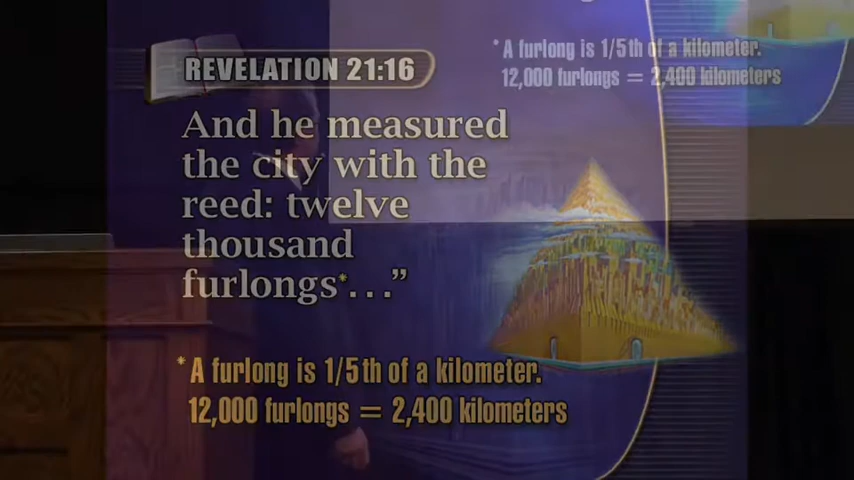 REVELATION 21:16
And he measured
the city with the
reed: twelve
thousand
furlongs*..."
*A furlong is 1/5th of a kilometer.
12,000 furlongs = 2,400 kilometers
*A furlong is 1/5th of a kilometer.
12,000 furlongs = 2,400 kilometers